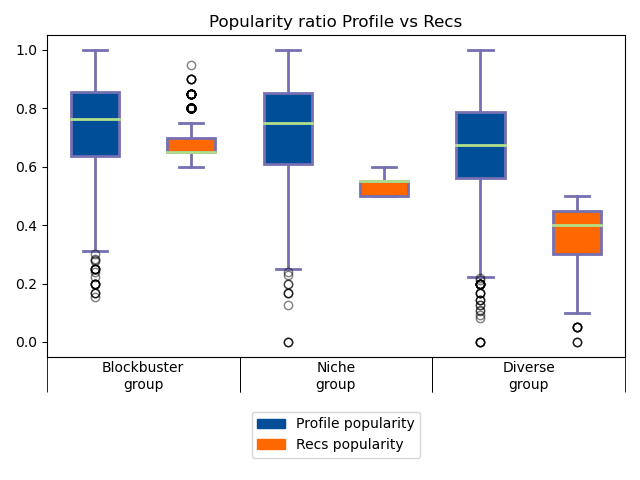 Popularity ratio Profile vs Recs
1.0
0.8
0.6
0.4
0.2
0.0
Blockbuster
group
Niche
group
Diverse
group
Profile popularity
Recs popularity